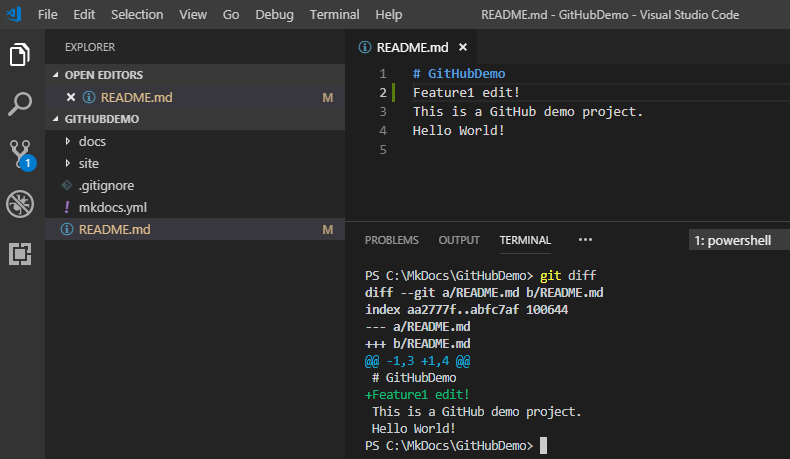 File Edit Selection View Go Debug Terminal Help README.md - GitHubDemo - Visual Studio Code
EXPLORER
OPEN EDITORS
README.md M
GITHUBDEMO
docs
site
.gitignore
! mkdocs.yml
README.md M
1
README.md
1 # GitHubDemo
2 Feature1 edit!
3 This is a GitHub demo project.
4 Hello World!
5
PROBLEMS OUTPUT TERMINAL ... 1: powershell
PS C:\MkDocs\GitHubDemo> git diff
diff --git a/README.md b/README.md
index aa2777f..abfc7af 100644
--- a/README.md
+++ b/README.md
@@ -1,3 +1,4 @@
 # GitHubDemo
+Feature1 edit!
 This is a GitHub demo project.
 Hello World!
PS C:\MkDocs\GitHubDemo>